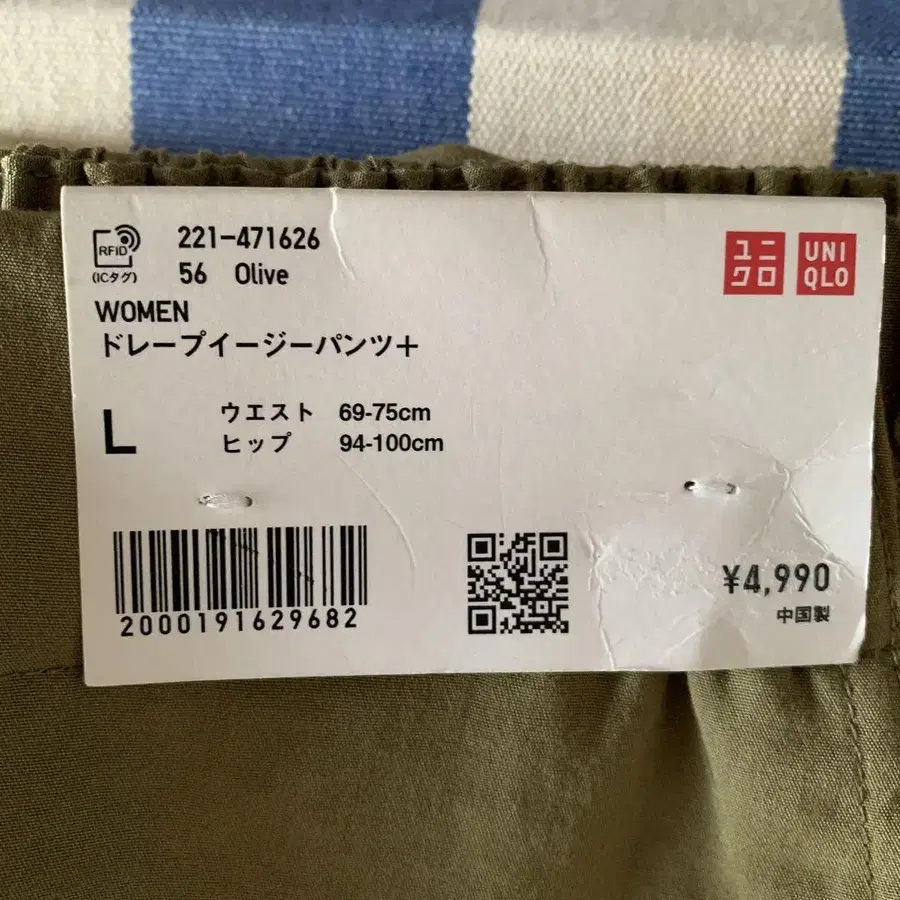 RFID
(ICタグ)
221-471626
56 Olive
WOMEN
ドレープイージーパンツ+
ユニ
クロ
UNI
QLO
L
ウエスト 69-75cm
ヒップ 94-100cm
2000191629682
¥4,990
中国製